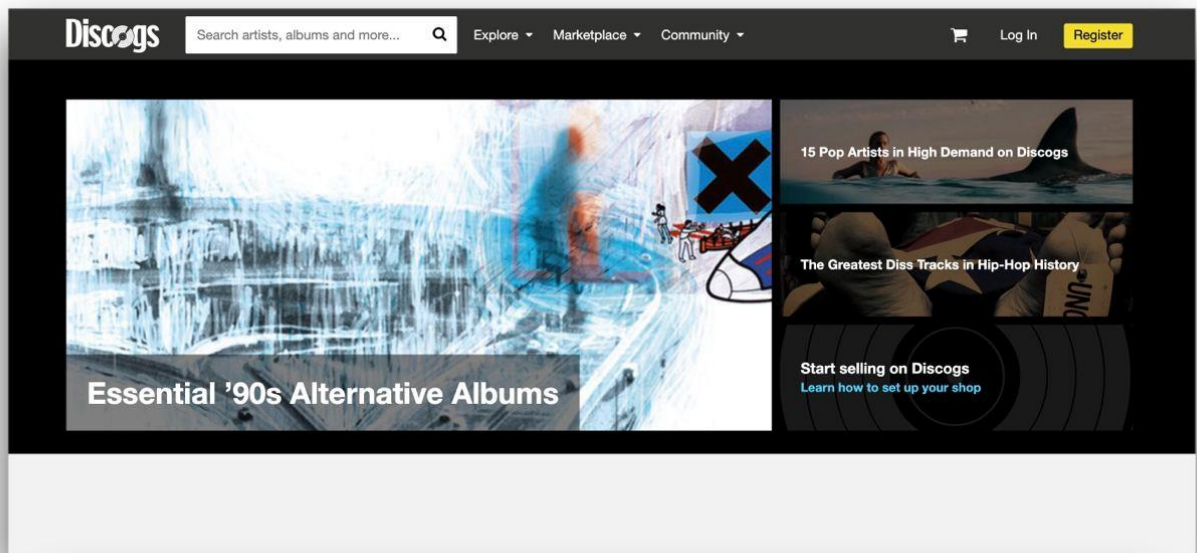 Discogs
Search artists, albums and more...
Explore
Marketplace
Community
Log In
Register
Essential ’90s Alternative Albums
15 Pop Artists in High Demand on Discogs
The Greatest Diss Tracks in Hip-Hop History
Start selling on Discogs
Learn how to set up your shop